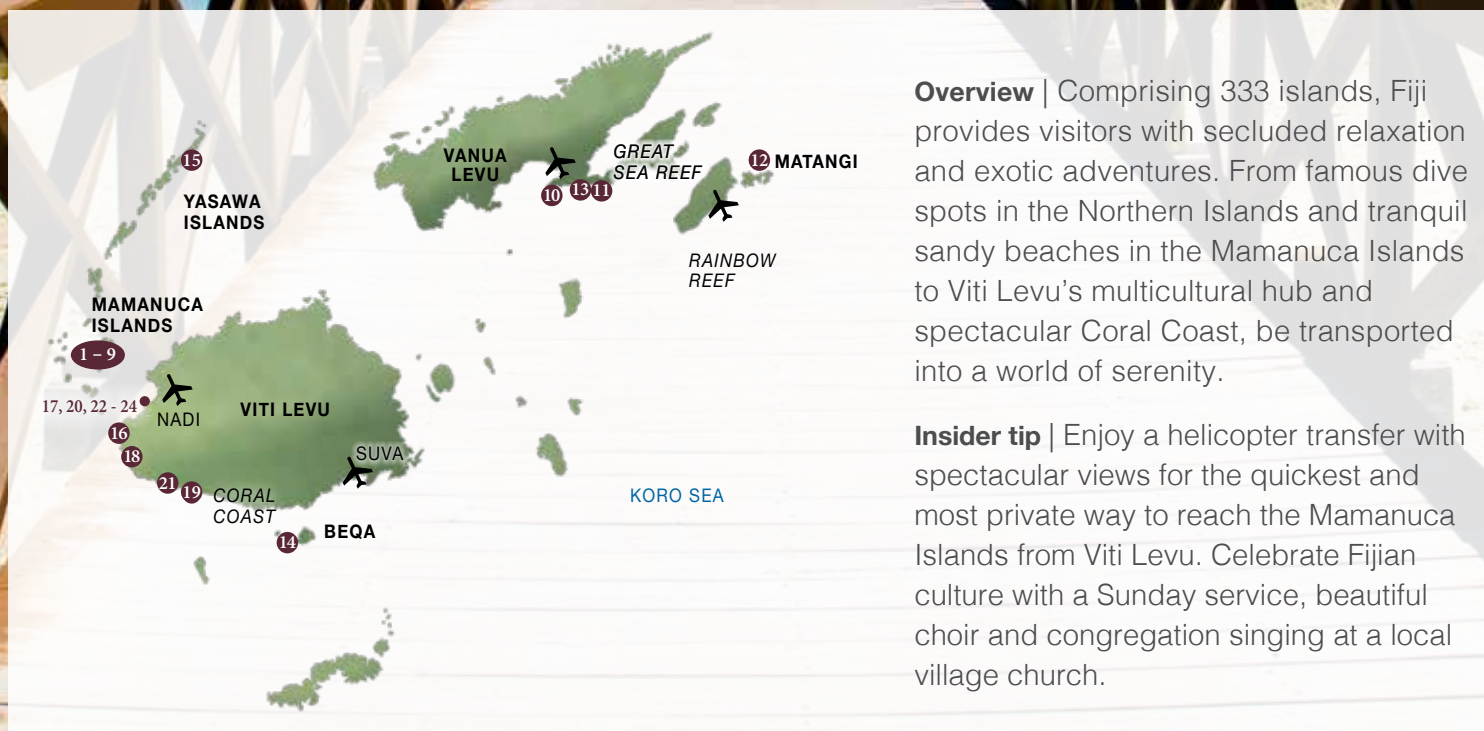 15
YASAWA
ISLANDS
MAMANUCA
ISLANDS
1 – 9
17, 20, 22 - 24
NADI
VITI LEVU
16
18
21
19
CORAL
COAST
SUVA
14
BEQA
VANUA
LEVU
GREAT
SEA REEF
10
13
11
12
MATANGI
RAINBOW
REEF
KORO SEA
Overview | Comprising 333 islands, Fiji
provides visitors with secluded relaxation
and exotic adventures. From famous dive
spots in the Northern Islands and tranquil
sandy beaches in the Mamanuca Islands
to Viti Levu’s multicultural hub and
spectacular Coral Coast, be transported
into a world of serenity.
Insider tip | Enjoy a helicopter transfer with
spectacular views for the quickest and
most private way to reach the Mamanuca
Islands from Viti Levu. Celebrate Fijian
culture with a Sunday service, beautiful
choir and congregation singing at a local
village church.